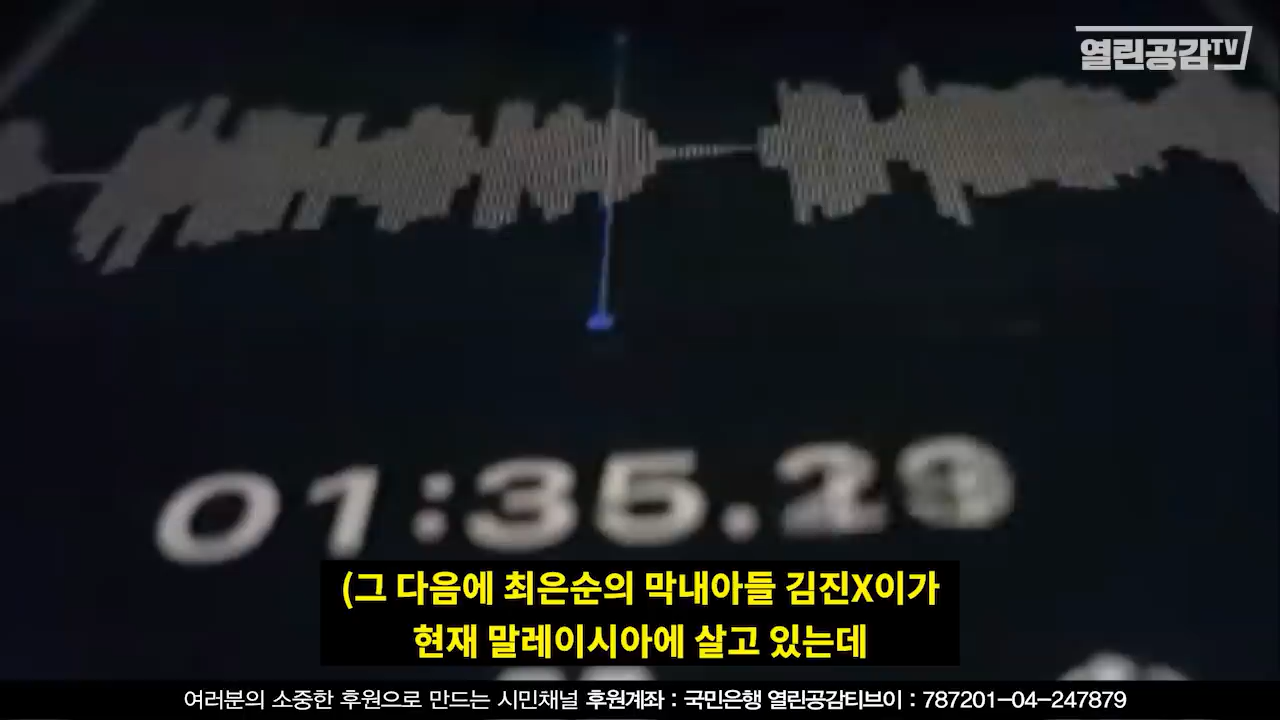 열린공감TV
01:35.29
(그 다음에 최은순의 막내아들 김진X이가
현재 말레이시아에 살고 있는데
여러분의 소중한 후원으로 만드는 시민채널 후원계좌 : 국민은행 열린공감티브이 : 787201-04-247879